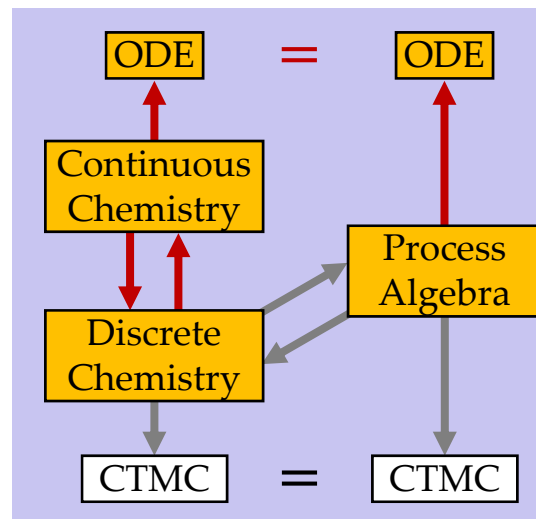 ODE = ODE
Continuous
Chemistry
Process
Algebra
Discrete
Chemistry
CTMC = CTMC